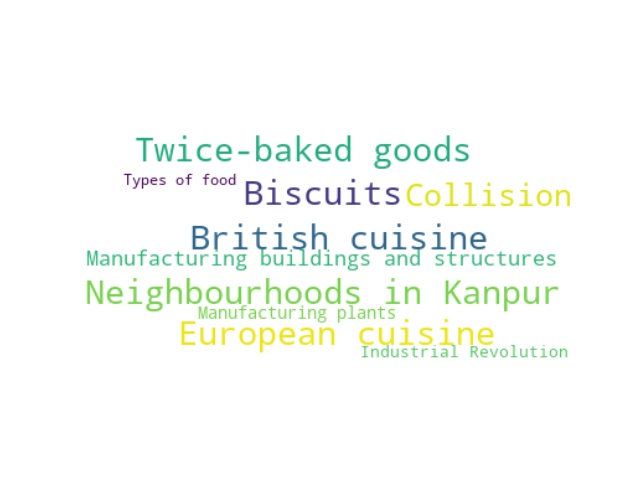 Twice-baked goods
Types of food
Biscuits
Collision
British cuisine
Manufacturing buildings and structures
Neighbourhoods in Kanpur
Manufacturing plants
European cuisine
Industrial Revolution